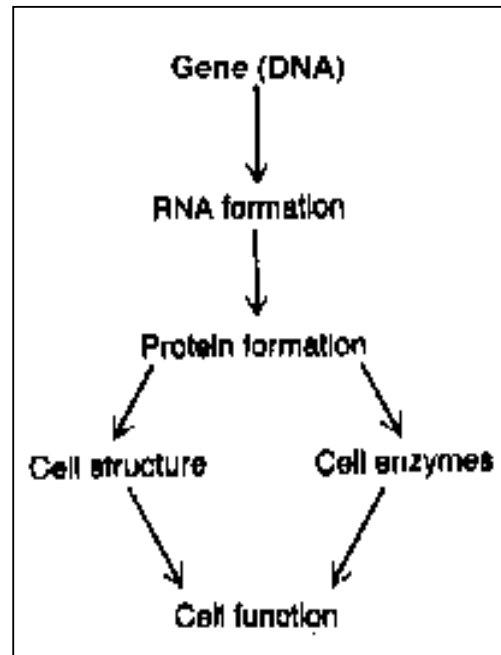 Gene (DNA)
RNA formation
Protein formation
Cell structure
Cell enzymes
Cell function